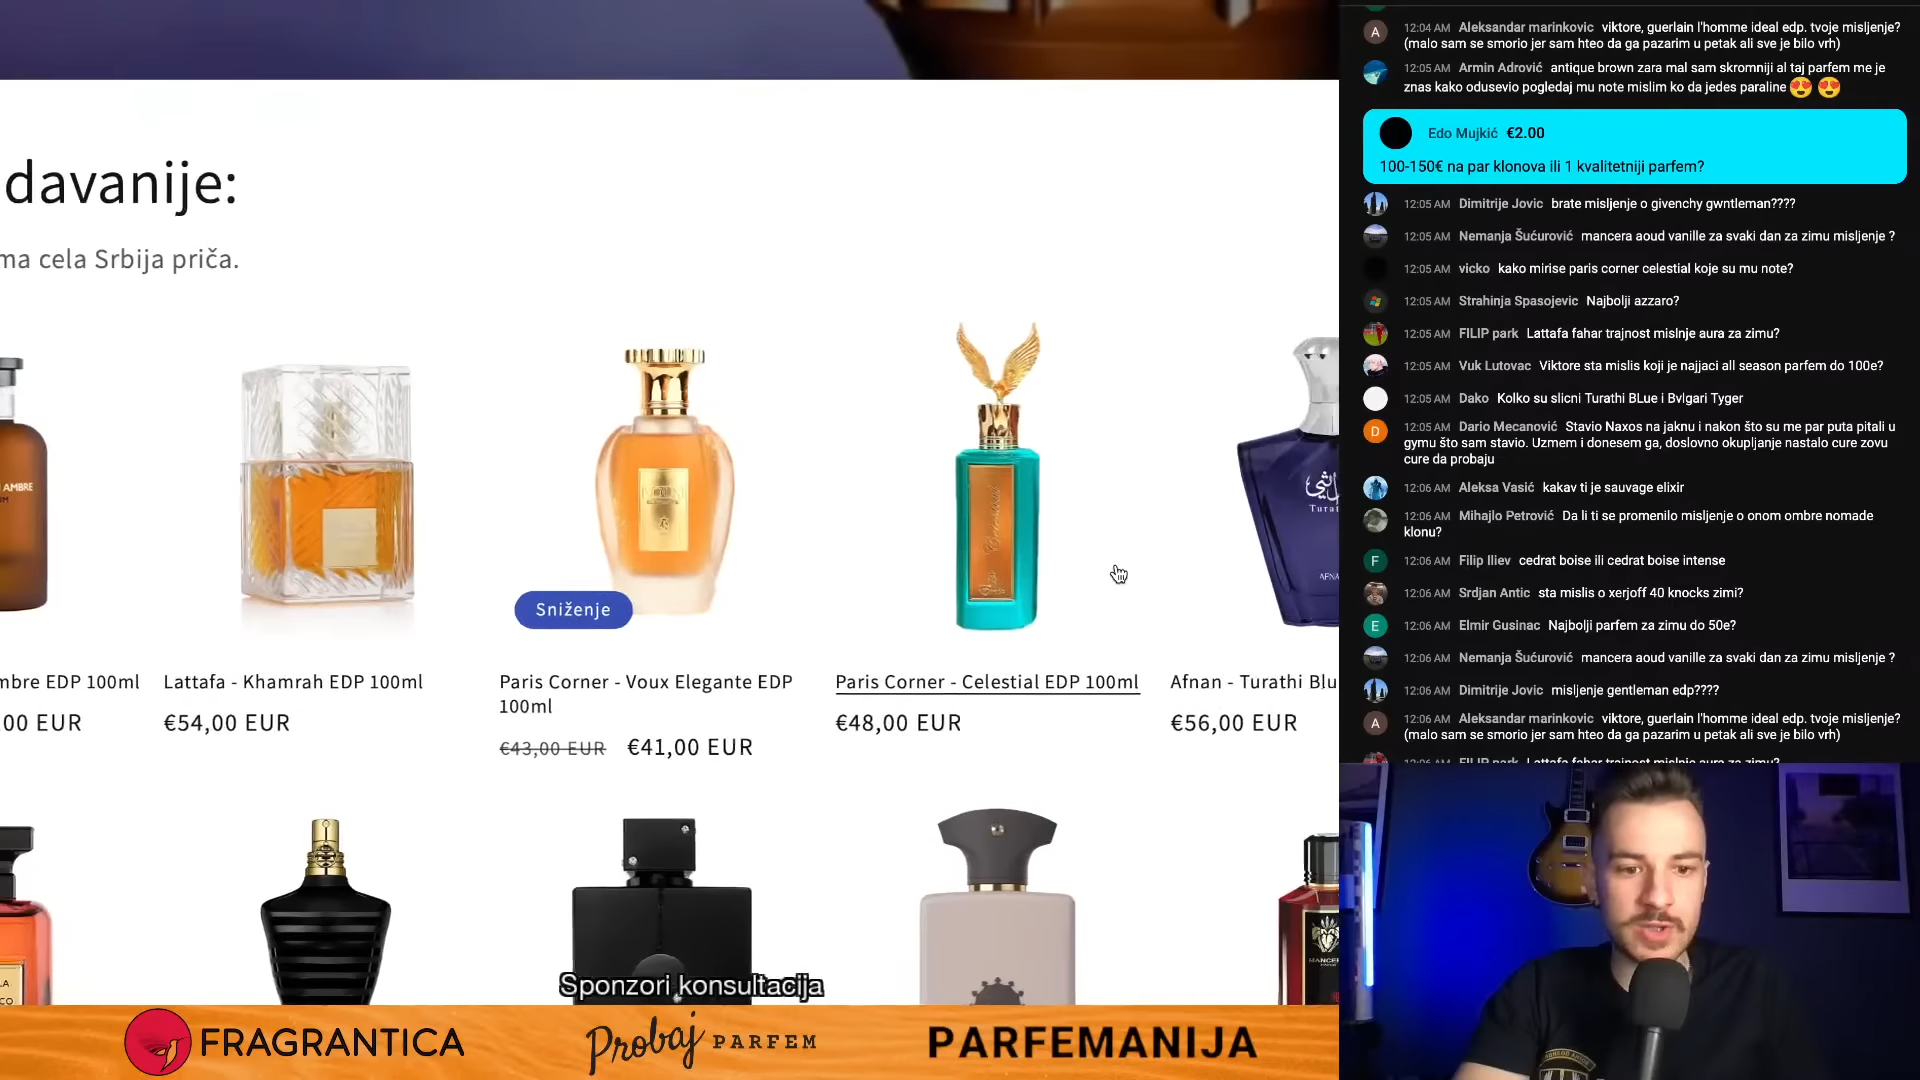 davanije:
ma cela Srbija priča.
AMBRE
Sniženje
Turat
AFNA
mbre EDP 100ml
00 EUR
Lattafa - Khamrah EDP 100ml
€54,00 EUR
Paris Corner - Voux Elegante EDP
100ml
€43,00 EUR €41,00 EUR
Paris Corner - Celestial EDP 100ml
€48,00 EUR
Afnan - Turathi Blu
€56,00 EUR
MANCER
Sponzori konsultacija
FRAGRANTICA
Probaj PARFEM
PARFEMANIJA
A 12:04 AM Aleksandar marinkovic viktore, guerlain l'homme ideal edp. tvoje misljenje?
(malo sam se smorio jer sam hteo da ga pazarim u petak ali sve je bilo vrh)
12:05 AM Armin Adrović antique brown zara mal sam skromniji al taj parfem me je
znas kako odusevio pogledaj mu note mislim ko da jedes paraline 😍 😍
Edo Mujkić €2.00
100-150€ na par klonova ili 1 kvalitetniji parfem?
12:05 AM Dimitrije Jovic brate misljenje o givenchy gwntleman????
12:05 AM Nemanja Šućurović mancera aoud vanille za svaki dan za zimu misljenje ?
12:05 AM vicko kako mirise paris corner celestial koje su mu note?
12:05 AM Strahinja Spasojevic Najbolji azzaro?
12:05 AM FILIP park Lattafa fahar trajnost mislnje aura za zimu?
12:05 AM Vuk Lutovac Viktore sta mislis koji je najjaci all season parfem do 100e?
12:05 AM Dako Kolko su slicni Turathi BLue i Bvlgari Tyger
D 12:05 AM Dario Mecanović Stavio Naxos na jaknu i nakon što su me par puta pitali u
gymu što sam stavio. Uzmem i donesem ga, doslovno okupljanje nastalo cure zovu
cure da probaju
12:06 AM Aleksa Vasić kakav ti je sauvage elixir
12:06 AM Mihajlo Petrović Da li ti se promenilo misljenje o onom ombre nomade
klonu?
F 12:06 AM Filip Iliev cedrat boise ili cedrat boise intense
12:06 AM Srdjan Antic sta mislis o xerjoff 40 knocks zimi?
E 12:06 AM Elmir Gusinac Najbolji parfem za zimu do 50e?
12:06 AM Nemanja Šućurović mancera aoud vanille za svaki dan za zimu misljenje ?
12:06 AM Dimitrije Jovic misljenje gentleman edp????
A 12:06 AM Aleksandar marinkovic viktore, guerlain l'homme ideal edp. tvoje misljenje?
(malo sam se smorio jer sam hteo da ga pazarim u petak ali sve je bilo vrh)
12:06 AM FILIP park Lattafa fahar trajnost mislnje aura za zimu?